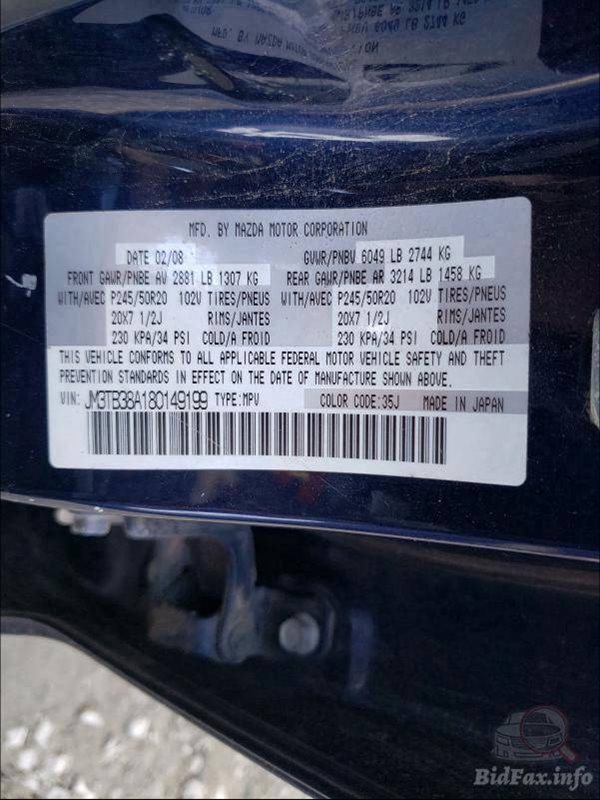 MFD. BY MAZDA MOTOR CORPORATION
DATE 02/08 GVWR/PNBV 6049 LB 2744 KG
FRONT GAWR/PNBE AV 2881 LB 1307 KG REAR GAWR/PNBE AR 3214 LB 1458 KG
WITH/AVEC P245/50R20 102V TIRES/PNEUS WITH/AVEC P245/50R20 102V TIRES/PNEUS
20X7 1/2J RIMS/JANTES 20X7 1/2J RIMS/JANTES
230 KPA/34 PSI COLD/A FROID 230 KPA/34 PSI COLD/A FROID
THIS VEHICLE CONFORMS TO ALL APPLICABLE FEDERAL MOTOR VEHICLE SAFETY AND THEFT
PREVENTION STANDARDS IN EFFECT ON THE DATE OF MANUFACTURE SHOWN ABOVE.
VIN: JM3TB38A180149199 TYPE:MPV COLOR CODE:35J MADE IN JAPAN
BidFax.info